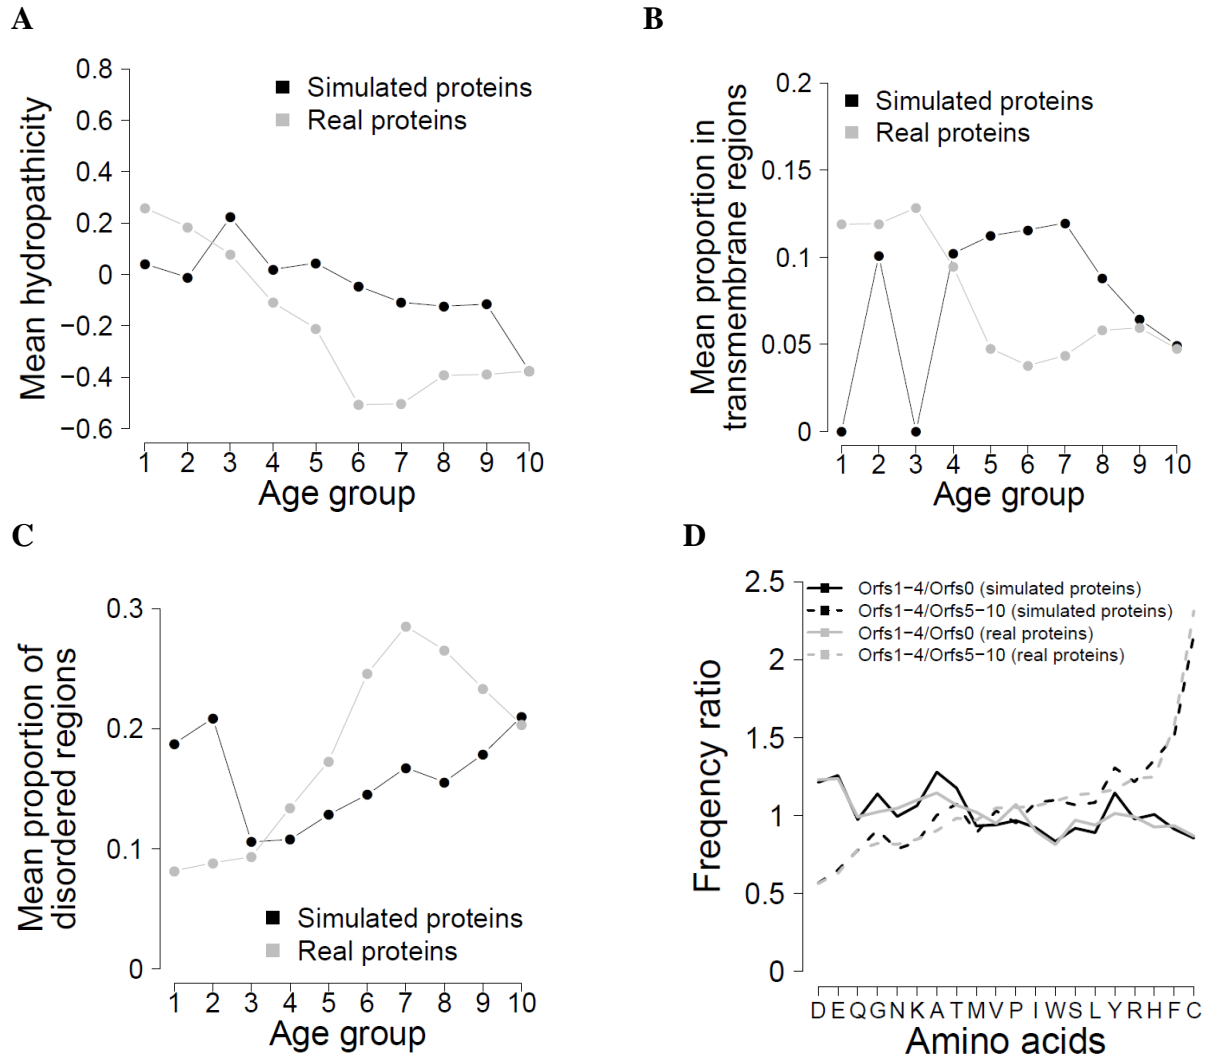 A
Mean hydropathicity
0.8
0.6
0.4
0.2
0
−0.2
−0.4
−0.6
Simulated proteins
Real proteins
1 2 3 4 5 6 7 8 9 10
Age group
B
Mean proportion in
transmembrane regions
0.2
0.15
0.1
0.05
0
Simulated proteins
Real proteins
1 2 3 4 5 6 7 8 9 10
Age group
C
Mean proportion of
disordered regions
0.3
0.2
0.1
0
Simulated proteins
Real proteins
1 2 3 4 5 6 7 8 9 10
Age group
D
Freqency ratio
2.5
2
1.5
1
0.5
0
Orfs1−4/Orfs0 (simulated proteins)
Orfs1−4/Orfs5−10 (simulated proteins)
Orfs1−4/Orfs0 (real proteins)
Orfs1−4/Orfs5−10 (real proteins)
D E Q G N K A T M V P I W S L Y R H F C
Amino acids